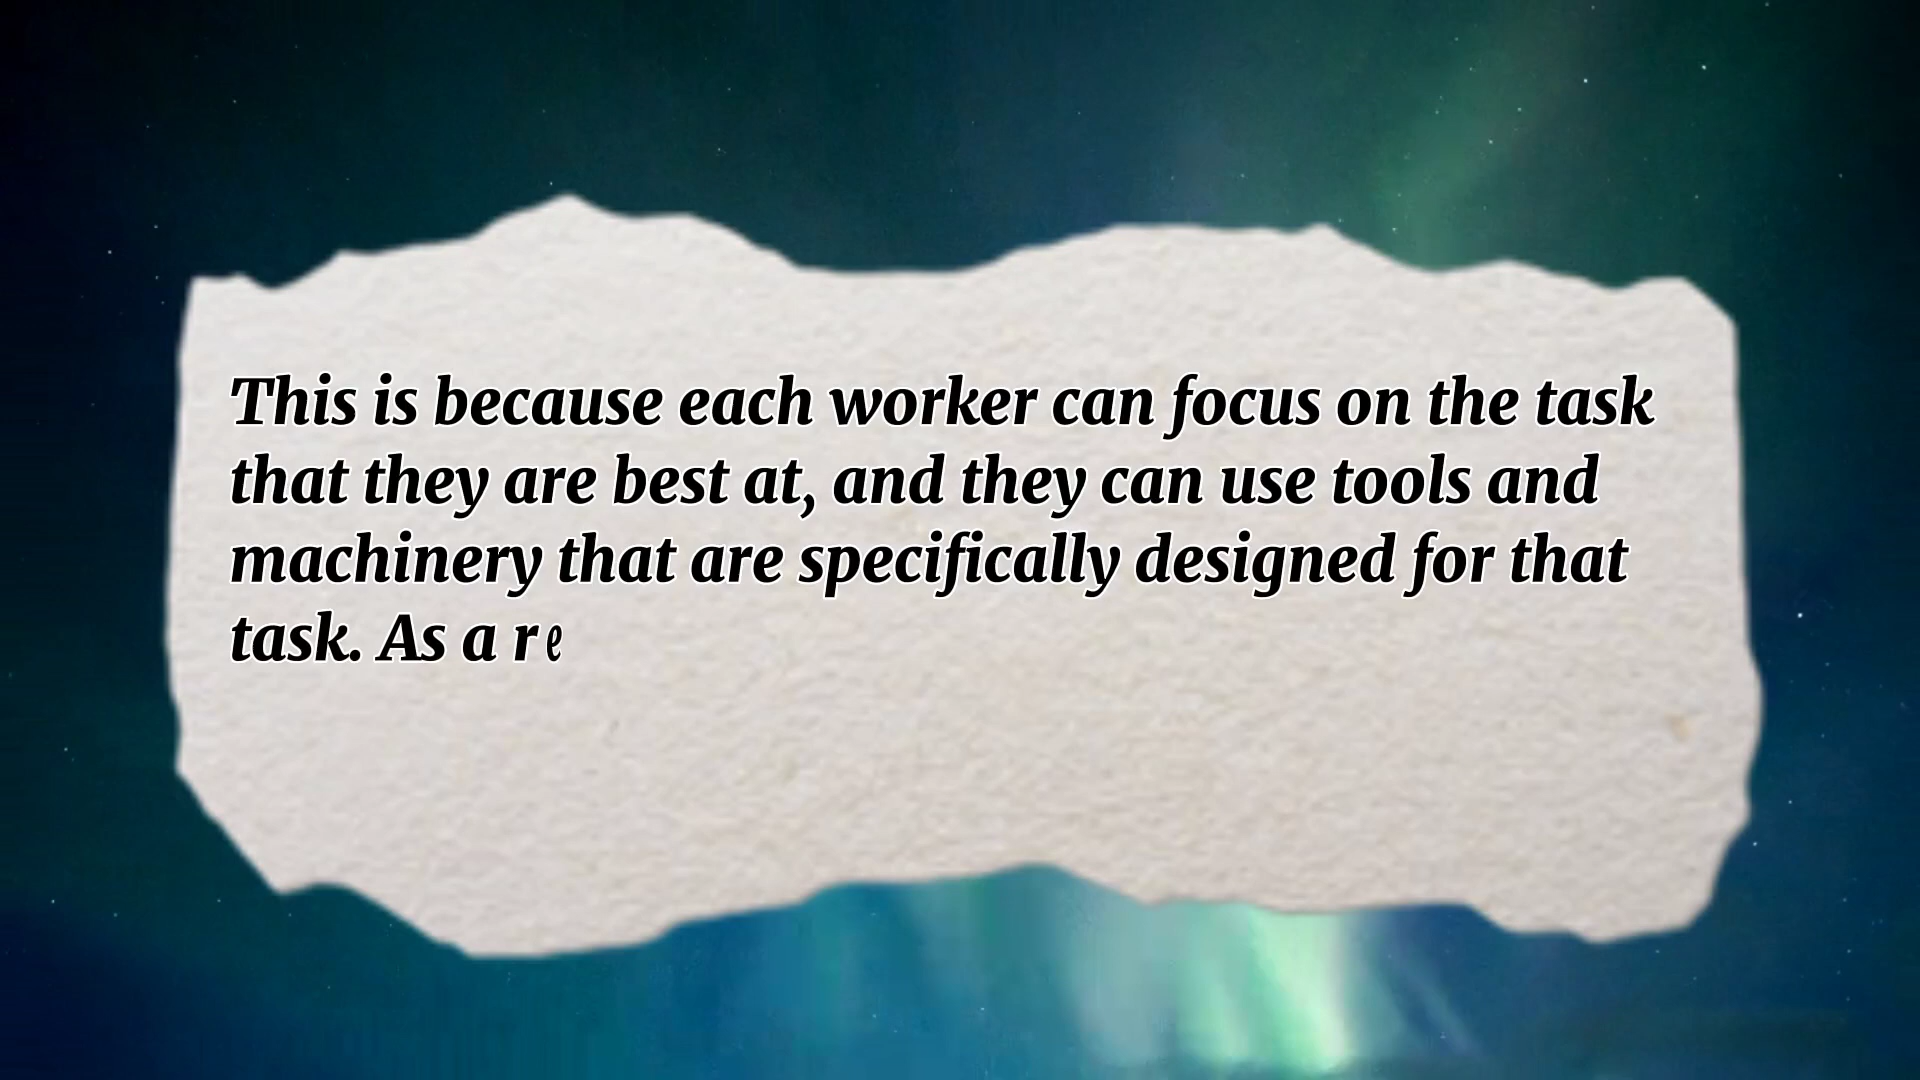 This is because each worker can focus on the task
that they are best at, and they can use tools and
machinery that are specifically designed for that
task. As a re